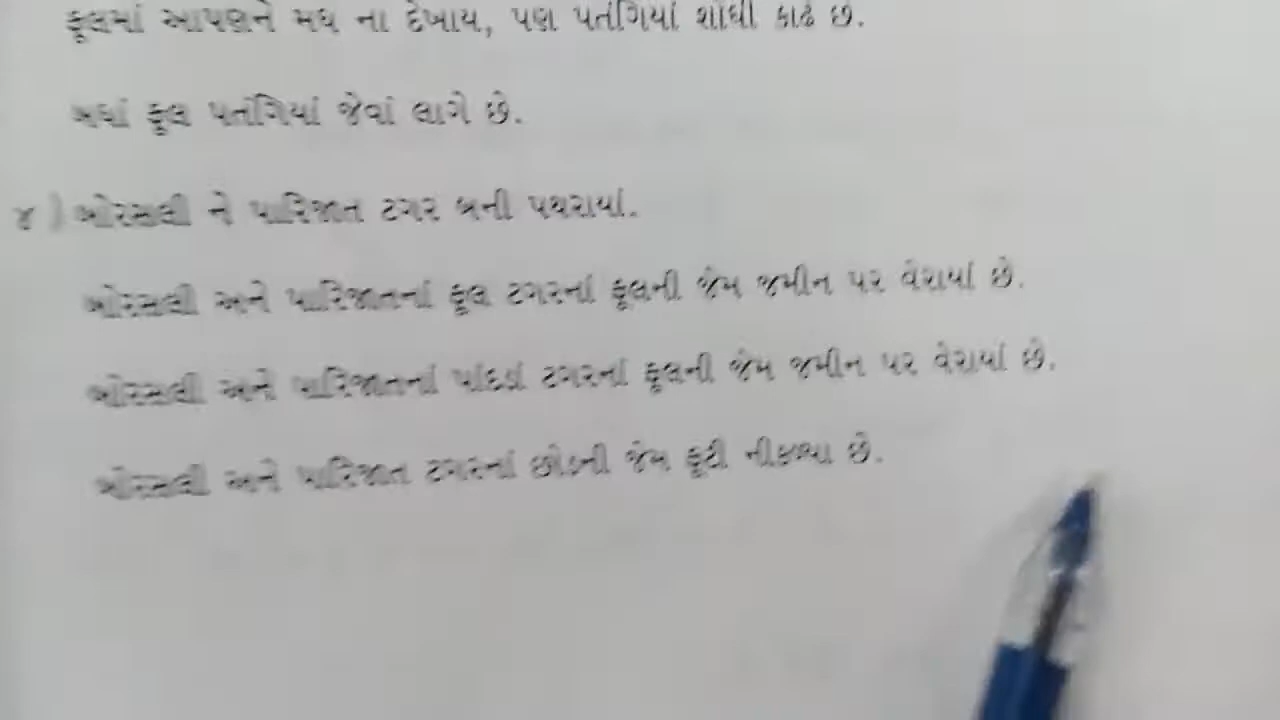 ફૂલમાં આપણને મધ ના દેખાય, પણ પતંગિયાં શોધી કાઢે છે.
બધાં ફૂલ પતંગિયાં જેવાં લાગે છે.
૪) બોરસલી ને પારિજાત ટગર બની પથરાયાં.
બોરસલી અને પારિજાતનાં ફૂલ ટગરનાં ફૂલની જેમ જમીન પર વેરાયાં છે.
બોરસલી અને પારિજાતનાં પાંદડાં ટગરનાં ફૂલની જેમ જમીન પર વેરાયાં છે.
બોરસલી અને પારિજાત ટગરનાં છોડની જેમ ફૂટી નીકળ્યા છે.